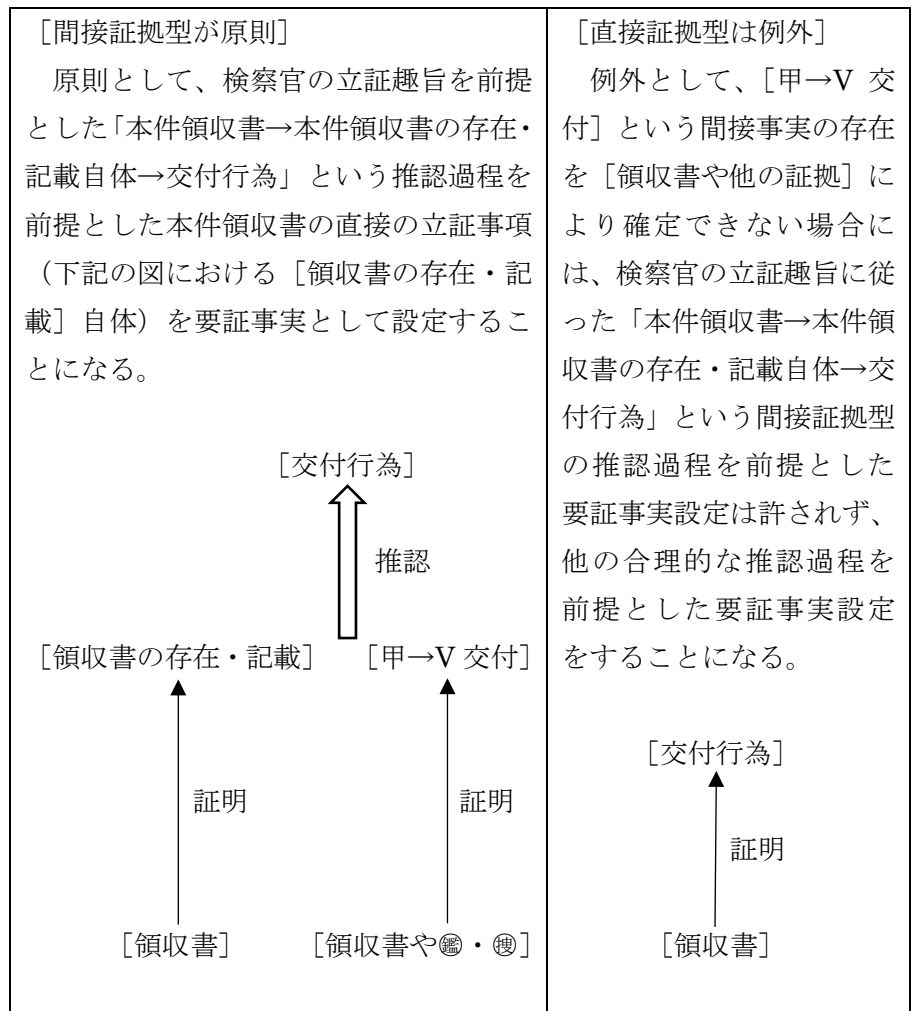 ［間接証拠型が原則］
　原則として、検察官の立証趣旨を前提
とした「本件領収書→本件領収書の存在・
記載自体→交付行為」という推認過程を
前提とした本件領収書の直接の立証事項
（下記の図における［領収書の存在・記
載］自体）を要証事実として設定するこ
とになる。
［交付行為］
推認
［領収書の存在・記載］　［甲→V 交付］
証明　証明
［領収書］　［領収書や㊬・㊜］
［直接証拠型は例外］
　例外として、［甲→V 交
付］という間接事実の存在
を［領収書や他の証拠］に
より確定できない場合に
は、検察官の立証趣旨に従
った「本件領収書→本件領
収書の存在・記載自体→交
付行為」という間接証拠型
の推認過程を前提とした
要証事実設定は許されず、
他の合理的な推認過程を
前提とした要証事実設定
をすることになる。
［交付行為］
証明
［領収書］